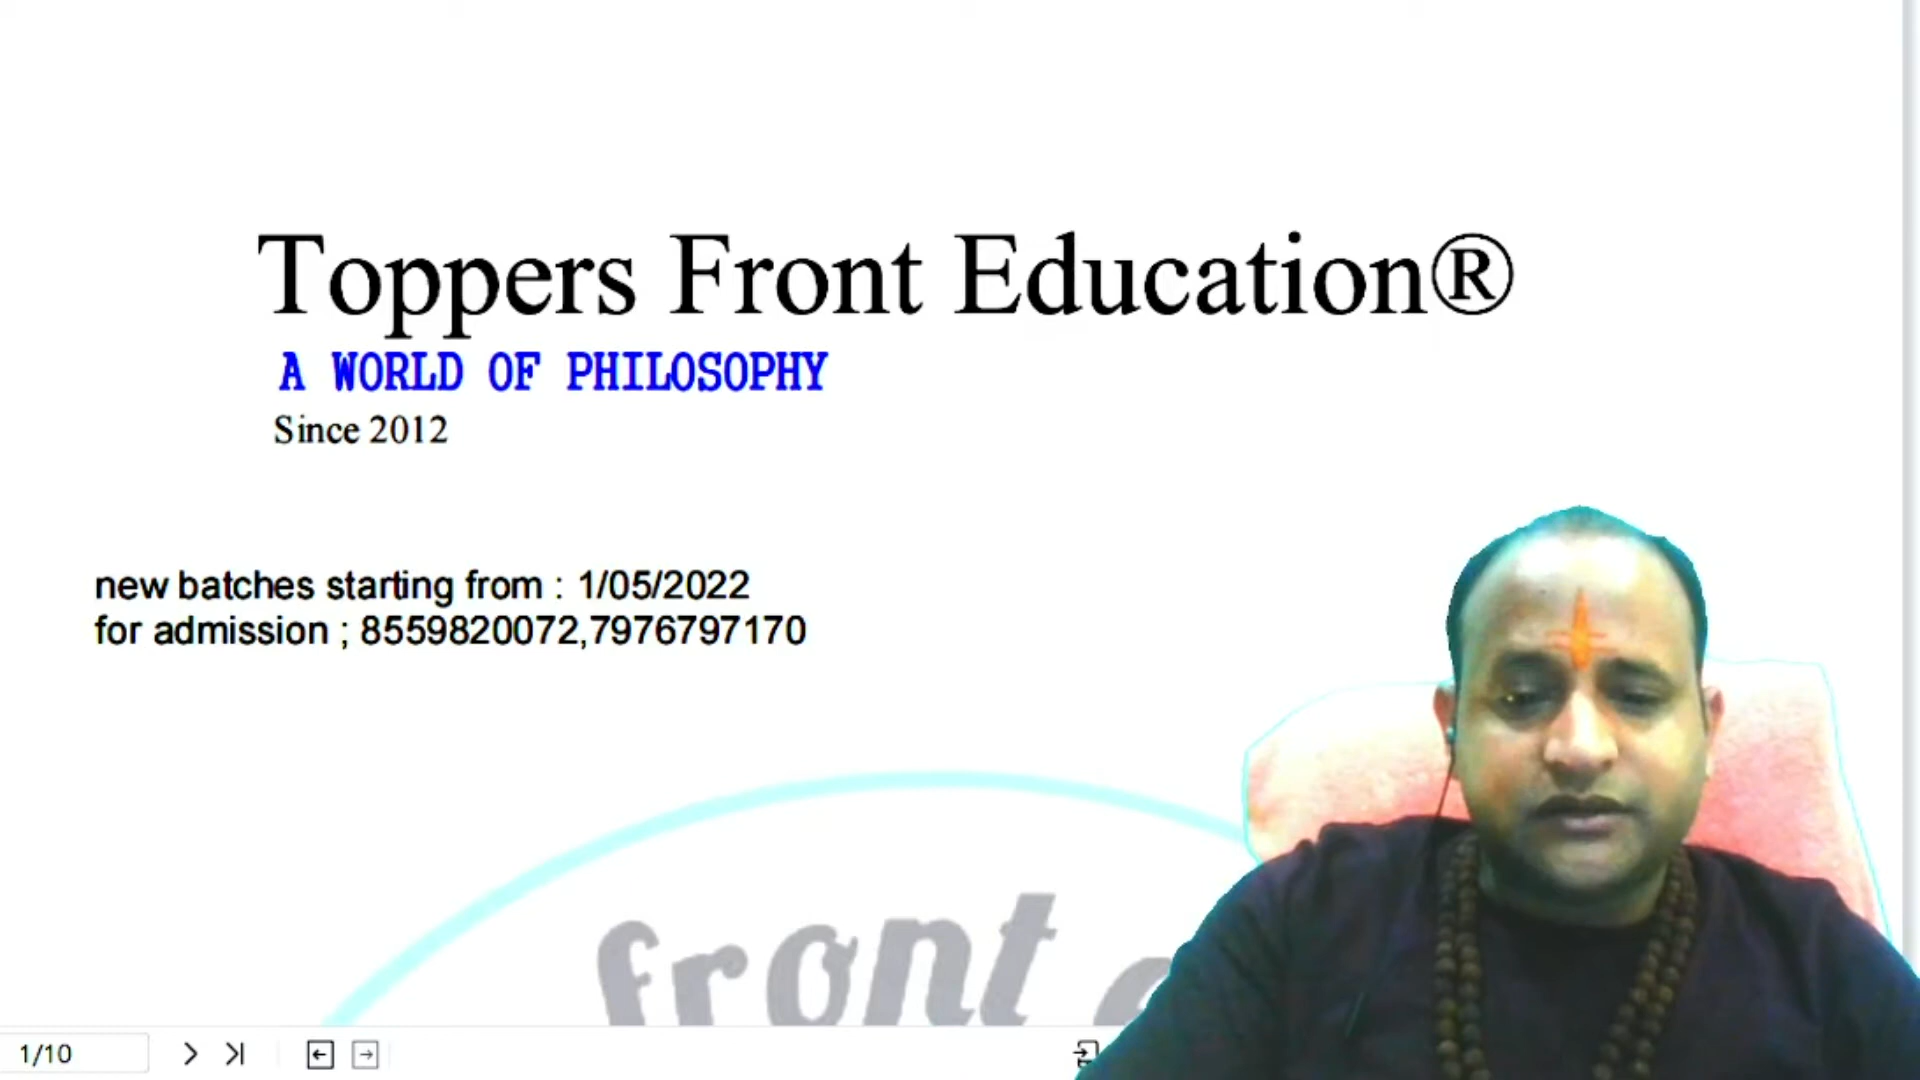 Toppers Front Education®
A WORLD OF PHILOSOPHY
Since 2012
new batches starting from : 1/05/2022
for admission ; 8559820072,7976797170
front
1/10